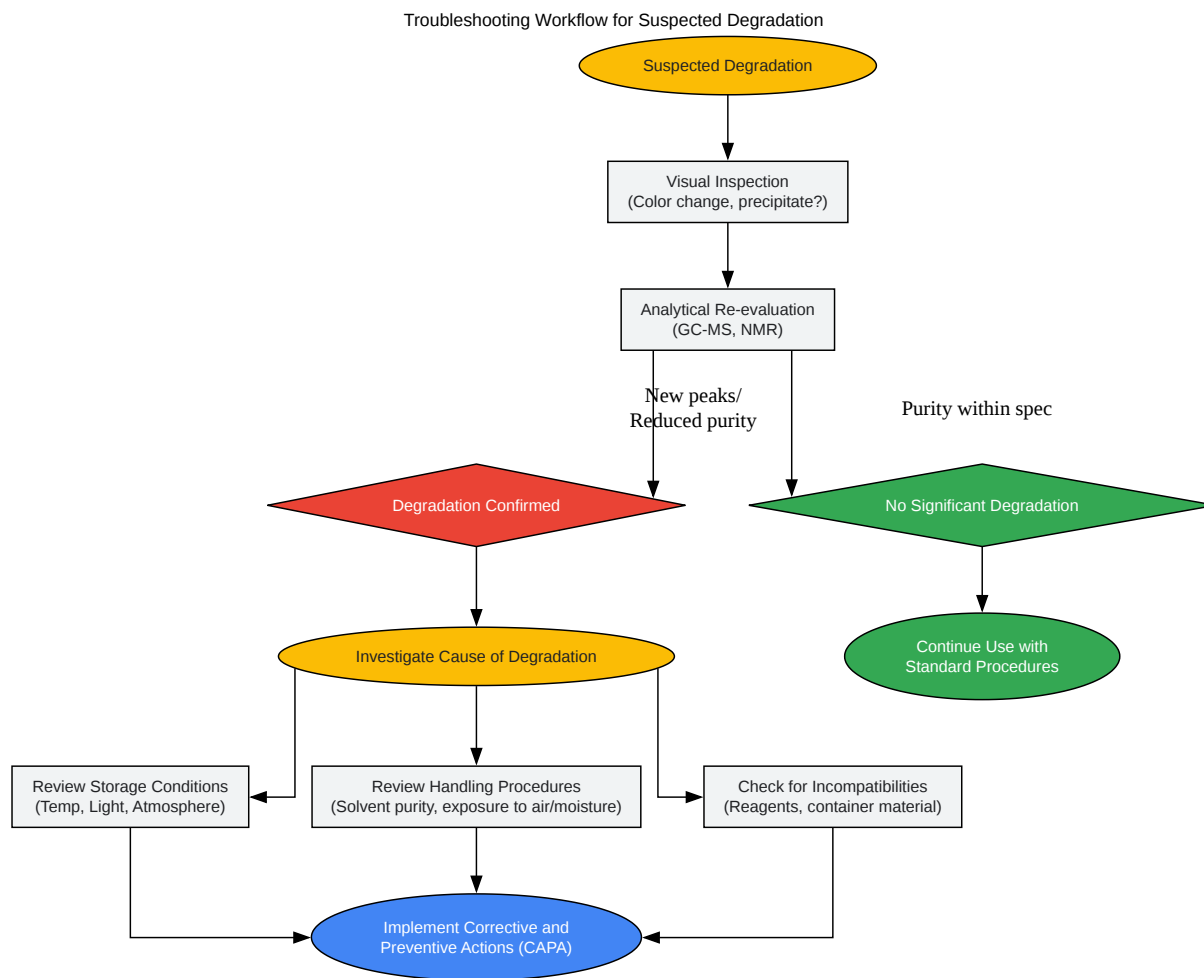 Troubleshooting Workflow for Suspected Degradation
Suspected Degradation
Visual Inspection
(Color change, precipitate?)
Analytical Re-evaluation
(GC-MS, NMR)
New peaks/
Reduced purity
Purity within spec
Degradation Confirmed
No Significant Degradation
Investigate Cause of Degradation
Continue Use with
Standard Procedures
Review Storage Conditions
(Temp, Light, Atmosphere)
Review Handling Procedures
(Solvent purity, exposure to air/moisture)
Check for Incompatibilities
(Reagents, container material)
Implement Corrective and
Preventive Actions (CAPA)